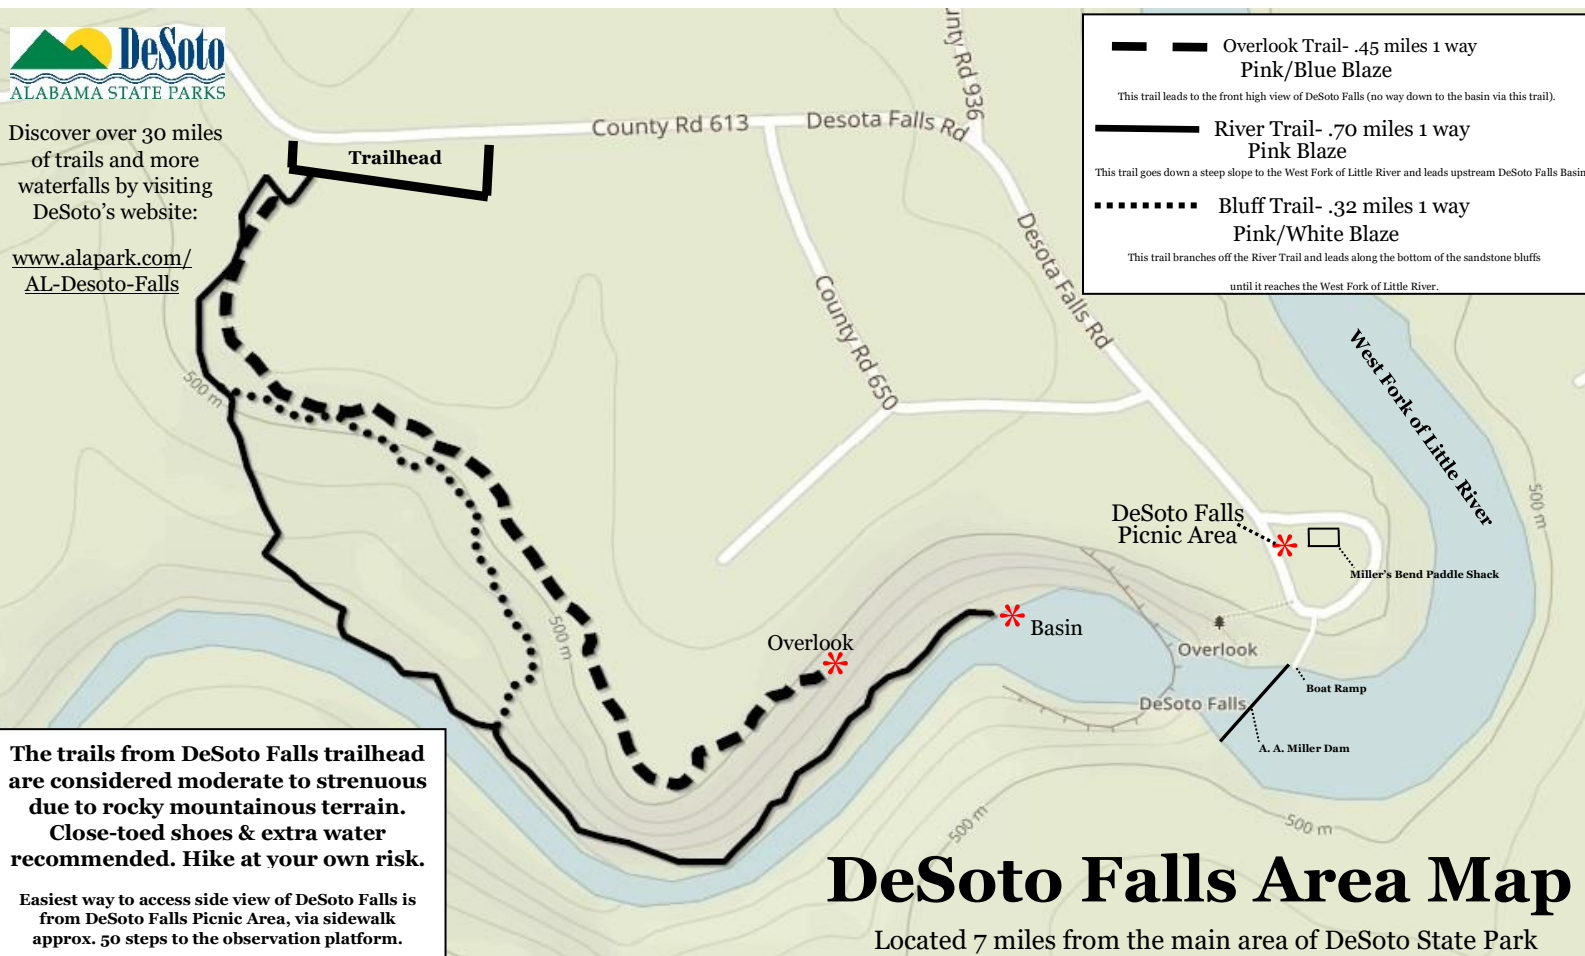 DeSoto
ALABAMA STATE PARKS
Discover over 30 miles
of trails and more
waterfalls by visiting
DeSoto's website:
www.alapark.com/
AL-Desoto-Falls
Trailhead
County Rd 613
Desota Falls Rd
unty Rd 936
Desota Falls Rd
County Rd 650
Overlook Trail- .45 miles 1 way
Pink/Blue Blaze
This trail leads to the front high view of DeSoto Falls (no way down to the basin via this trail).
River Trail- .70 miles 1 way
Pink Blaze
This trail goes down a steep slope to the West Fork of Little River and leads upstream DeSoto Falls Basin
Bluff Trail- .32 miles 1 way
Pink/White Blaze
This trail branches off the River Trail and leads along the bottom of the sandstone bluffs
until it reaches the West Fork of Little River.
West Fork of Little River
500 m
500 m
DeSoto Falls
Picnic Area
Miller's Bend Paddle Shack
500 m
Overlook
Basin
Overlook
Boat Ramp
DeSoto Falls
A. A. Miller Dam
500 m
500 m
The trails from DeSoto Falls trailhead
are considered moderate to strenuous
due to rocky mountainous terrain.
Close-toed shoes & extra water
recommended. Hike at your own risk.
Easiest way to access side view of DeSoto Falls is
from DeSoto Falls Picnic Area, via sidewalk
approx. 50 steps to the observation platform.
DeSoto Falls Area Map
Located 7 miles from the main area of DeSoto State Park